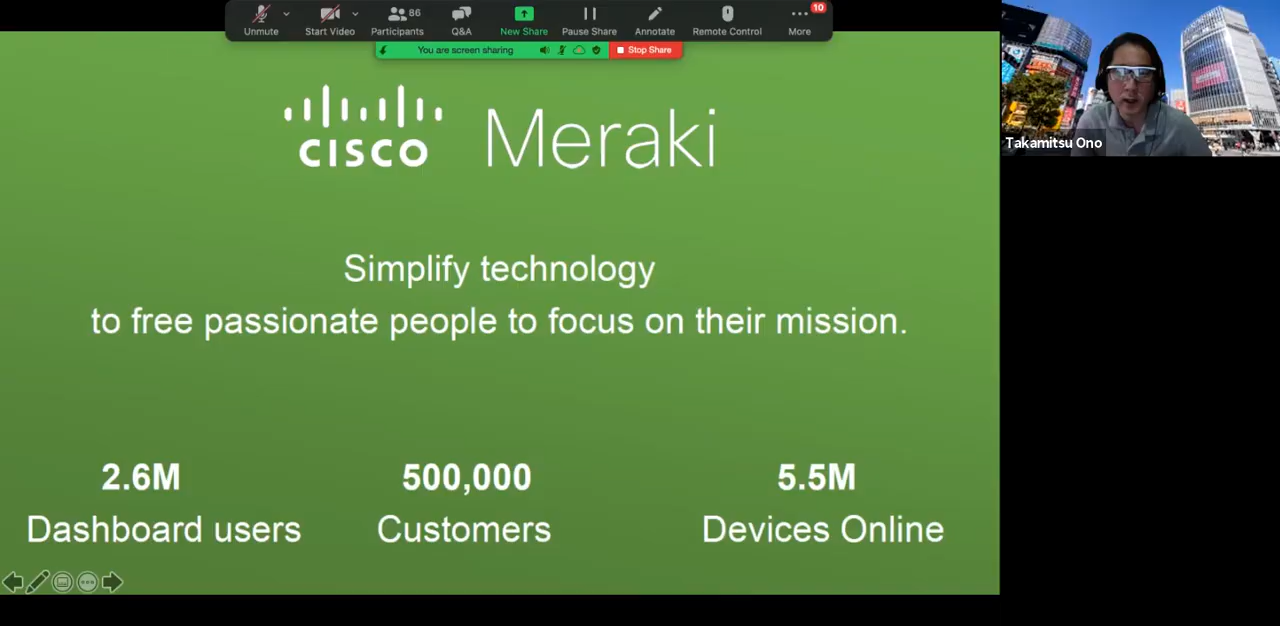 Unmute
Start Video
86
Participants
Q&A
New Share
Pause Share
Annotate
Remote Control
10
More
You are screen sharing
Stop Share
CISCO Meraki
Takamitsu Ono
Simplify technology
to free passionate people to focus on their mission.
2.6M
Dashboard users
500,000
Customers
5.5M
Devices Online